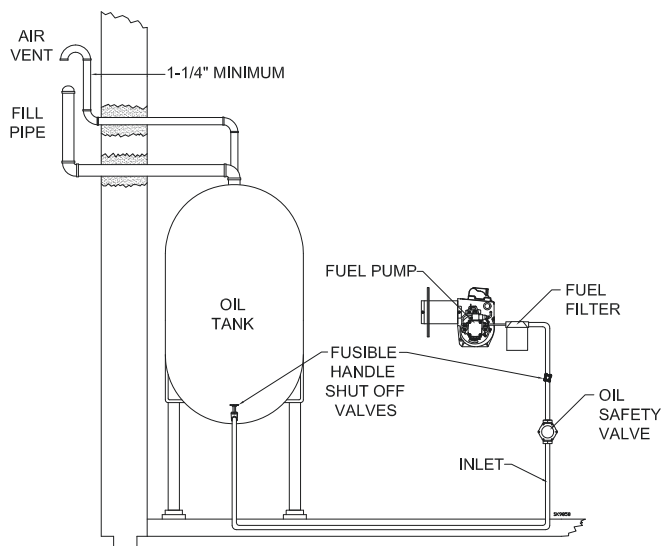 AIR
VENT
1-1/4" MINIMUM
FILL
PIPE
FUEL PUMP
FUEL
FILTER
OIL
TANK
FUSIBLE
HANDLE
SHUT OFF
VALVES
OIL
SAFETY
VALVE
INLET
SK9850